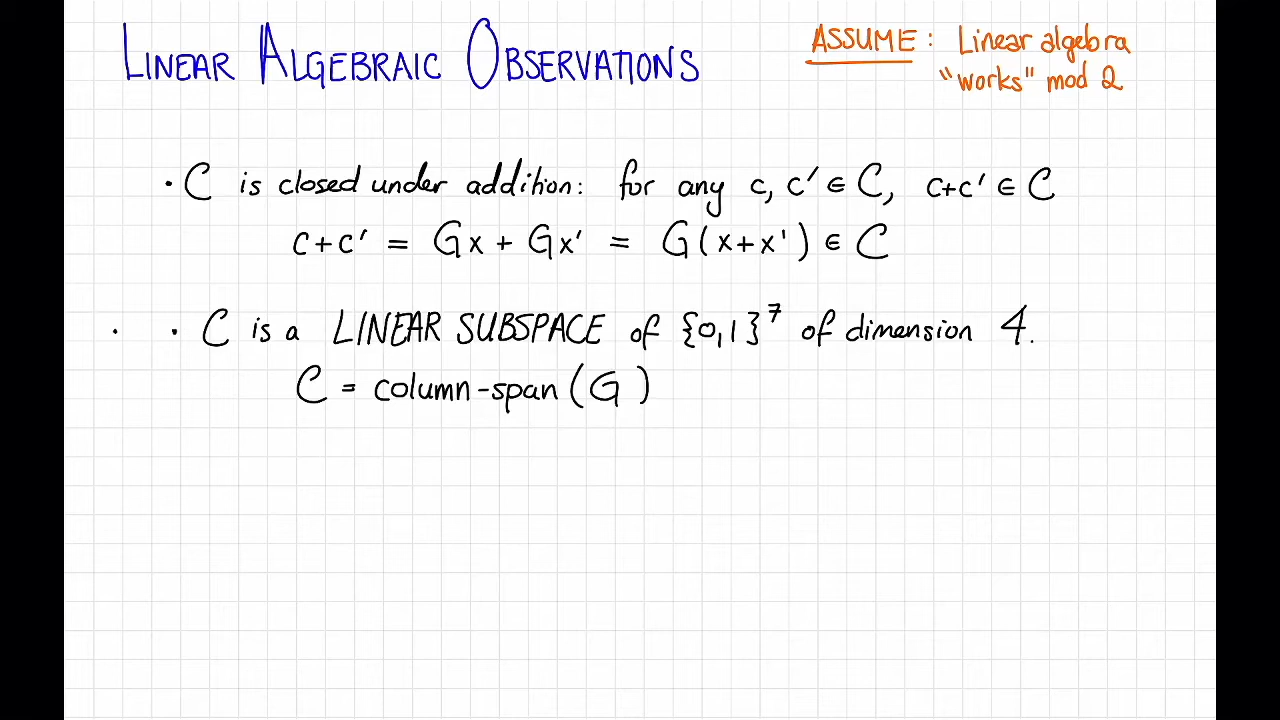 LINEAR ALGEBRAIC OBSERVATIONS
ASSUME: Linear algebra
"works" mod 2
· C is closed under addition: for any c, c' ∈ C, c+c' ∈ C
c+c' = Gx + Gx' = G(x+x') ∈ C
· · C is a LINEAR SUBSPACE of {0,1}⁷ of dimension 4.
C = column-span(G)